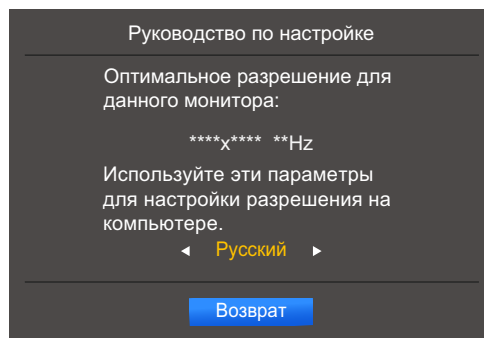 Руководство по настройке
Оптимальное разрешение для
данного монитора:
****x**** **Hz
Используйте эти параметры
для настройки разрешения на
компьютере.
Русский
Возврат